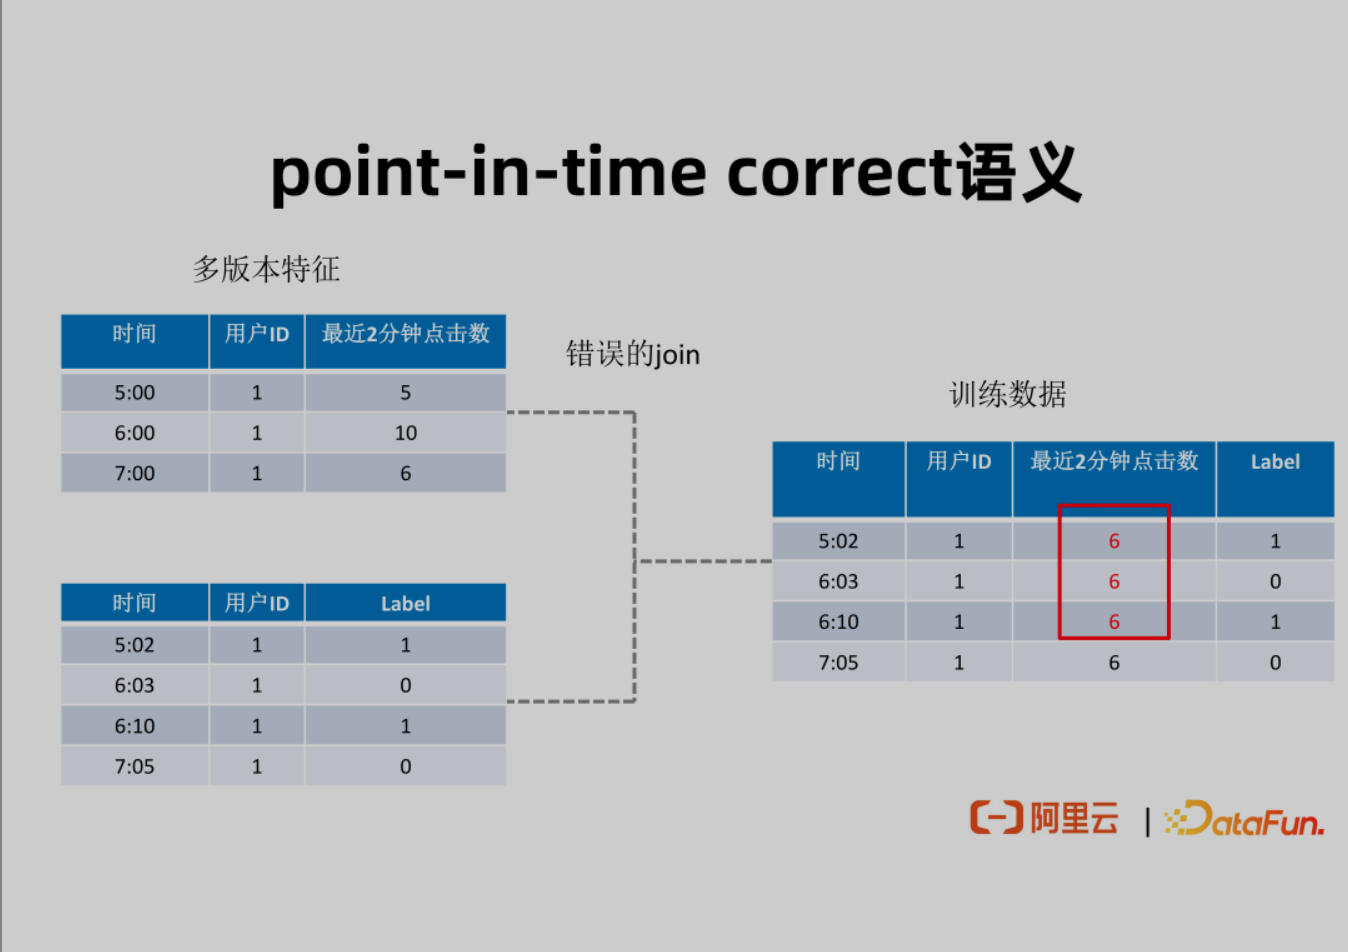 point-in-time correct语义
多版本特征
时间 用户ID 最近2分钟点击数
5:00 1 5
6:00 1 10
7:00 1 6
错误的join
时间 用户ID Label
5:02 1 1
6:03 1 0
6:10 1 1
7:05 1 0
训练数据
时间 用户ID 最近2分钟点击数 Label
5:02 1 6 1
6:03 1 6 0
6:10 1 6 1
7:05 1 6 0
阿里云 | DataFun.